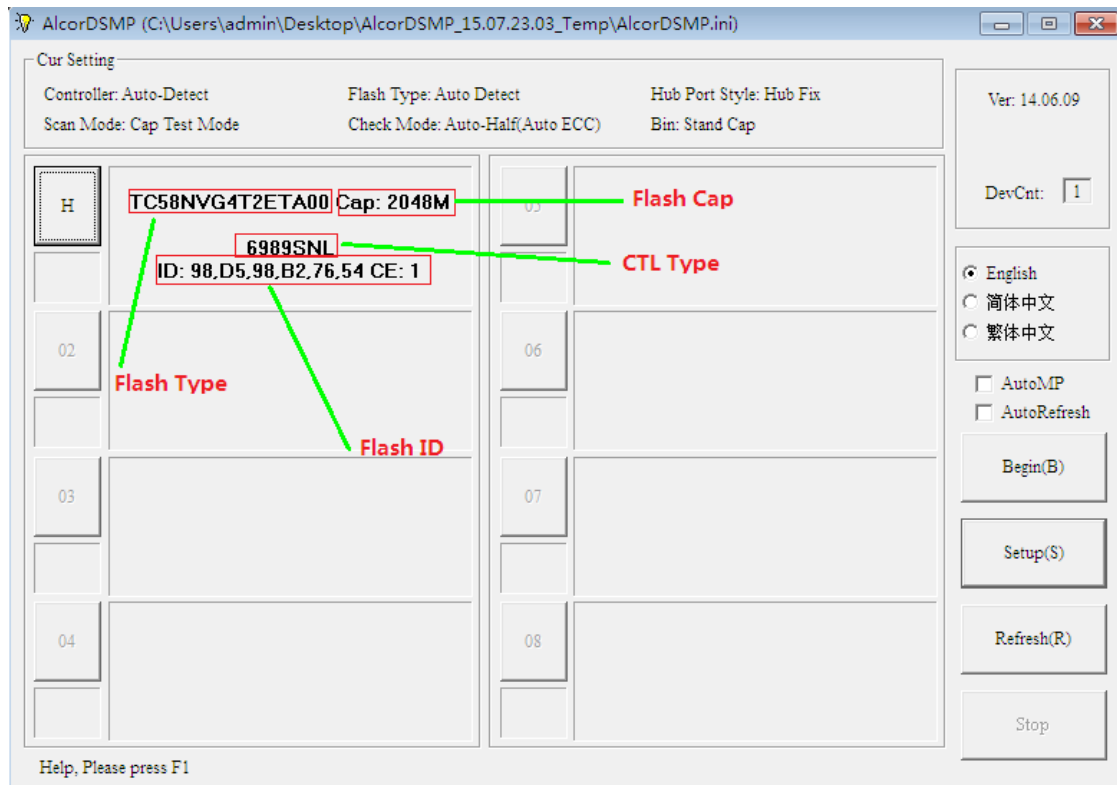 AlcorDSMP (C:\Users\admin\Desktop\AlcorDSMP_15.07.23.03_Temp\AlcorDSMP.ini)
Cur Setting
Controller: Auto-Detect Flash Type: Auto Detect Hub Port Style: Hub Fix
Scan Mode: Cap Test Mode Check Mode: Auto-Half(Auto ECC) Bin: Stand Cap
Ver: 14.06.09
DevCnt: 1
H
TC58NVG4T2ETA00 Cap: 2048M
6989SNL
ID: 98,D5,98,B2,76,54 CE: 1
05
Flash Cap
CTL Type
Flash Type
Flash ID
02
06
03
07
04
08
English
简体中文
繁体中文
AutoMP
AutoRefresh
Begin(B)
Setup(S)
Refresh(R)
Stop
Help, Please press F1